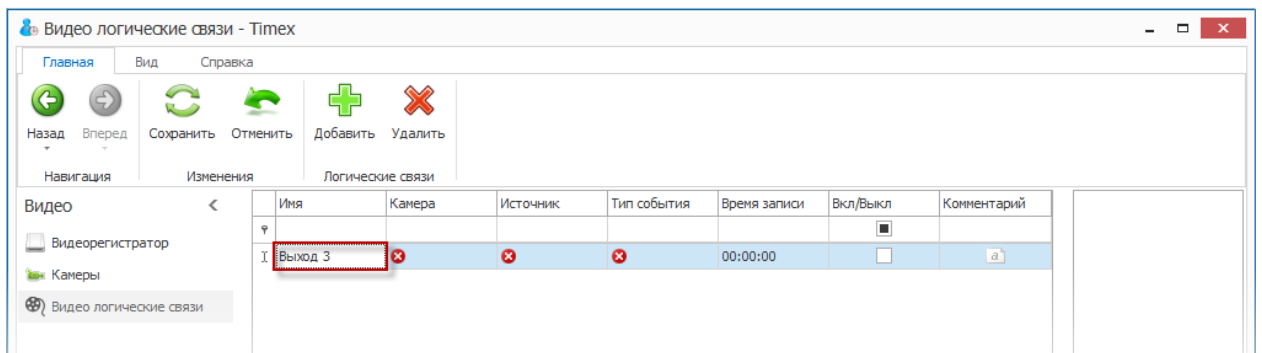 Видео логические связи - Timex
Главная Вид Справка
Назад Вперед Сохранить Отменить Добавить Удалить
Навигация Изменения Логические связи
Видео
Видеорегистратор
Камеры
Видео логические связи
Имя Камера Источник Тип события Время записи Вкл/Выкл Комментарий
Выход 3 00:00:00 a